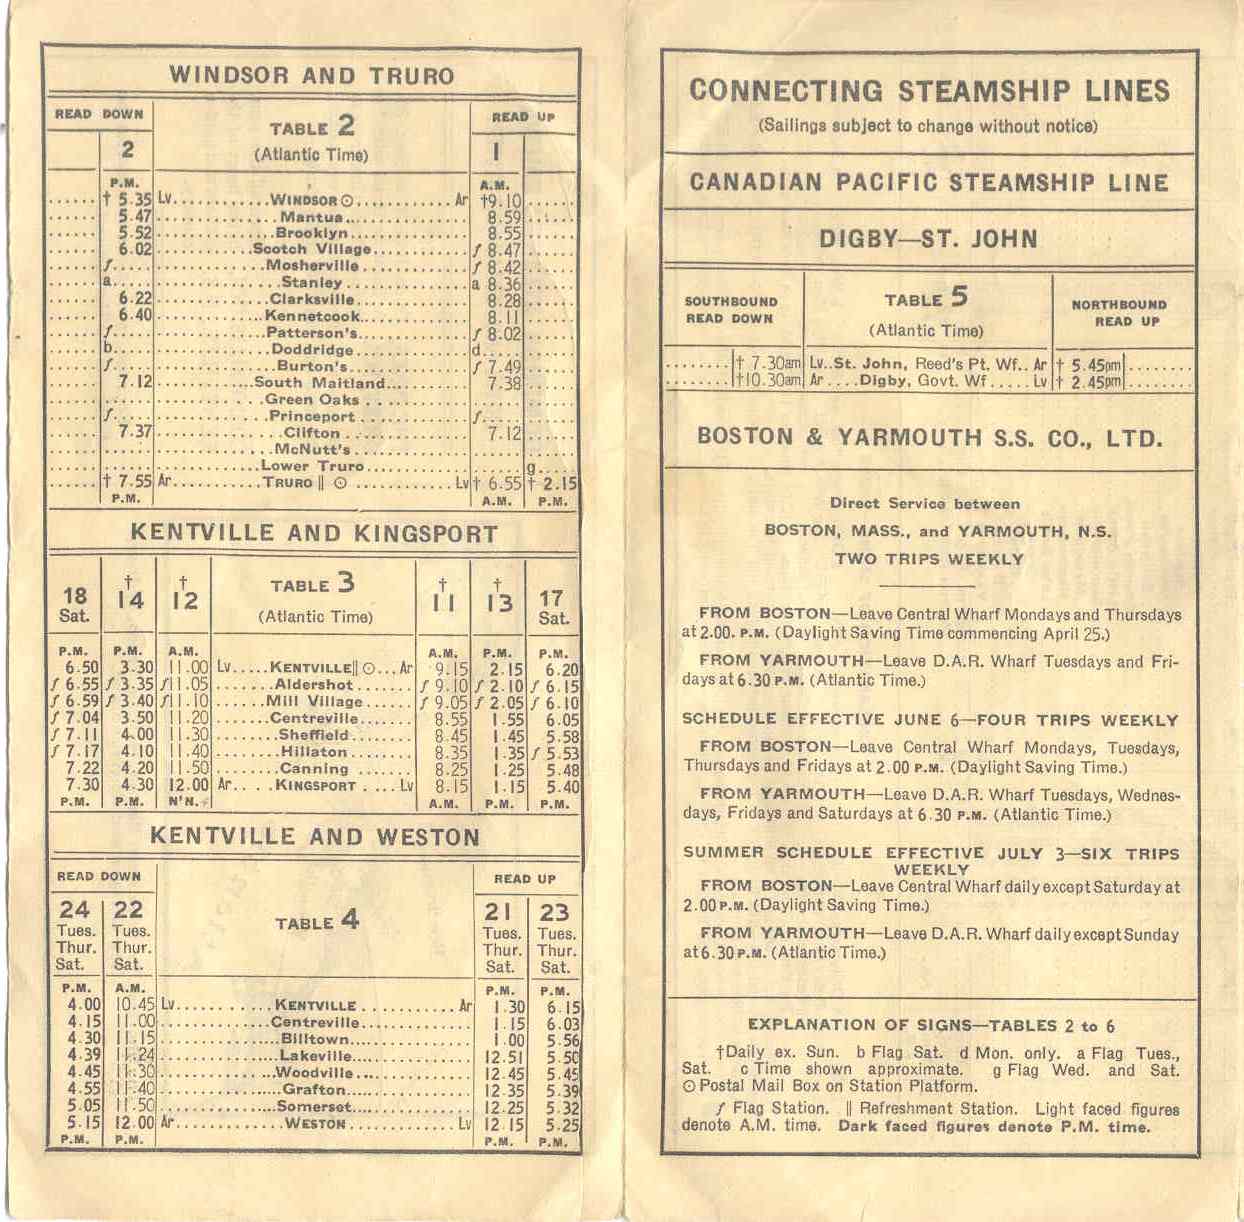 WINDSOR AND TRURO
READ DOWN TABLE 2 READ UP
2 (Atlantic Time) 1
P.M. A.M.
† 5.35 Lv. WINDSOR ⊙ Ar †9.10
5.47 Mantua 8.59
5.52 Brooklyn 8.55
6.02 Scotch Village f 8.47
f Mosherville f 8.42
a Stanley a 8.36
6.22 Clarksville 8.28
6.40 Kennetcook 8.11
f Patterson's f 8.02
b Doddridge d
f Burton's f 7.49
7.12 South Maitland 7.38
Green Oaks
f Princeport f
7.37 Clifton 7.12
McNutt's
Lower Truro g
† 7.55 Ar TRURO || ⊙ Lv † 6.55 † 2.15
P.M. A.M. P.M.
KENTVILLE AND KINGSPORT
18 Sat. † 14 † 12 TABLE 3 (Atlantic Time) † 11 † 13 17 Sat.
P.M. P.M. A.M. A.M. P.M. P.M.
6.50 3.30 11.00 Lv. KENTVILLE || ⊙ Ar 9.15 2.15 6.20
f 6.55 f 3.35 f11.05 Aldershot f 9.10 f 2.10 f 6.15
f 6.59 f 3.40 f11.10 Mill Village f 9.05 f 2.05 f 6.10
f 7.04 3.50 11.20 Centreville 8.55 1.55 6.05
f 7.11 4.00 11.30 Sheffield 8.45 1.45 5.58
f 7.17 4.10 11.40 Hillaton 8.35 1.35 f 5.53
7.22 4.20 11.50 Canning 8.25 1.25 5.48
7.30 4.30 12.00 Ar. KINGSPORT Lv 8.15 1.15 5.40
P.M. P.M. N'N. A.M. P.M. P.M.
KENTVILLE AND WESTON
READ DOWN READ UP
24 22 TABLE 4 21 23
Tues. Tues. Tues. Tues.
Thur. Thur. Thur. Thur.
Sat. Sat. Sat. Sat.
P.M. A.M. P.M. P.M.
4.00 10.45 Lv. KENTVILLE Ar 1.30 6.15
4.15 11.00 Centreville 1.15 6.03
4.30 11.15 Billtown 1.00 5.56
4.39 11.24 Lakeville 12.51 5.50
4.45 11.30 Woodville 12.45 5.45
4.55 11.40 Grafton 12.35 5.39
5.05 11.50 Somerset 12.25 5.32
5.15 12.00 Ar WESTON Lv 12.15 5.25
P.M. P.M. P.M. P.M.
CONNECTING STEAMSHIP LINES
(Sailings subject to change without notice)
CANADIAN PACIFIC STEAMSHIP LINE
DIGBY—ST. JOHN
SOUTHBOUND READ DOWN TABLE 5 (Atlantic Time) NORTHBOUND READ UP
† 7.30am Lv. St. John, Reed's Pt. Wf.. Ar † 5.45pm
†10.30am Ar....Digby, Govt. Wf..... Lv † 2.45pm
BOSTON & YARMOUTH S.S. CO., LTD.
Direct Service between
BOSTON, MASS., and YARMOUTH, N.S.
TWO TRIPS WEEKLY
FROM BOSTON—Leave Central Wharf Mondays and Thursdays
at 2.00. P.M. (Daylight Saving Time commencing April 25.)
FROM YARMOUTH—Leave D.A.R. Wharf Tuesdays and Fri-
days at 6.30 P.M. (Atlantic Time.)
SCHEDULE EFFECTIVE JUNE 6—FOUR TRIPS WEEKLY
FROM BOSTON—Leave Central Wharf Mondays, Tuesdays,
Thursdays and Fridays at 2.00 P.M. (Daylight Saving Time.)
FROM YARMOUTH—Leave D.A.R. Wharf Tuesdays, Wednes-
days, Fridays and Saturdays at 6.30 P.M. (Atlantic Time.)
SUMMER SCHEDULE EFFECTIVE JULY 3—SIX TRIPS
WEEKLY
FROM BOSTON—Leave Central Wharf daily except Saturday at
2.00 P.M. (Daylight Saving Time.)
FROM YARMOUTH—Leave D.A.R. Wharf daily except Sunday
at 6.30 P.M. (Atlantic Time.)
EXPLANATION OF SIGNS—TABLES 2 to 6
†Daily ex. Sun. b Flag Sat. d Mon. only. a Flag Tues.,
Sat. c Time shown approximate. g Flag Wed. and Sat.
⊙ Postal Mail Box on Station Platform.
f Flag Station. || Refreshment Station. Light faced figures
denote A.M. time. Dark faced figures denote P.M. time.